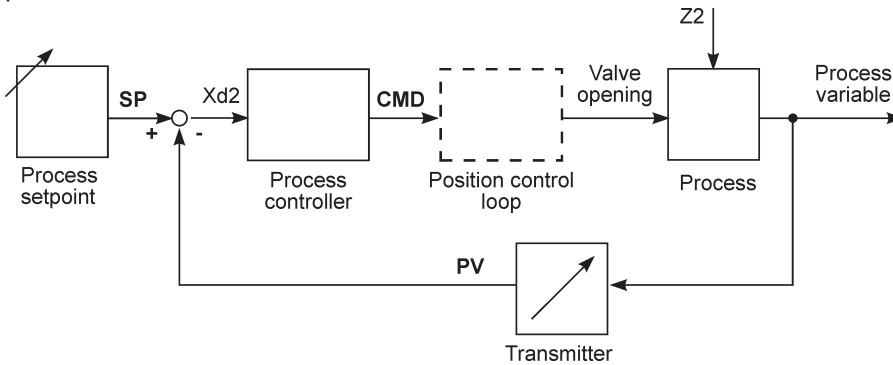 Z2
SP
Xd2
CMD
Valve
opening
Process
variable
+
-
Process
setpoint
Process
controller
Position control
loop
Process
PV
Transmitter